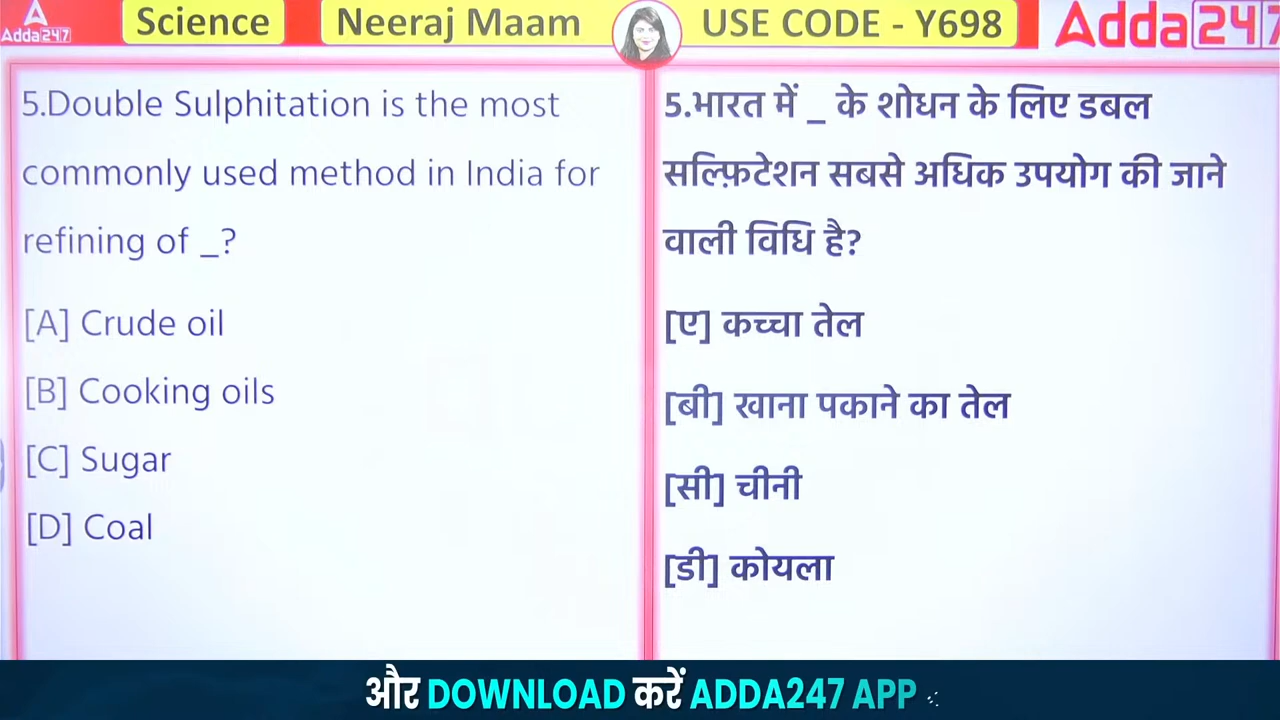 Adda247
Science
Neeraj Maam
USE CODE - Y698
Adda247
5.Double Sulphitation is the most
commonly used method in India for
refining of _?
[A] Crude oil
[B] Cooking oils
[C] Sugar
[D] Coal
5.भारत में _ के शोधन के लिए डबल
सल्फ़िटेशन सबसे अधिक उपयोग की जाने
वाली विधि है?
[ए] कच्चा तेल
[बी] खाना पकाने का तेल
[सी] चीनी
[डी] कोयला
और DOWNLOAD करें ADDA247 APP